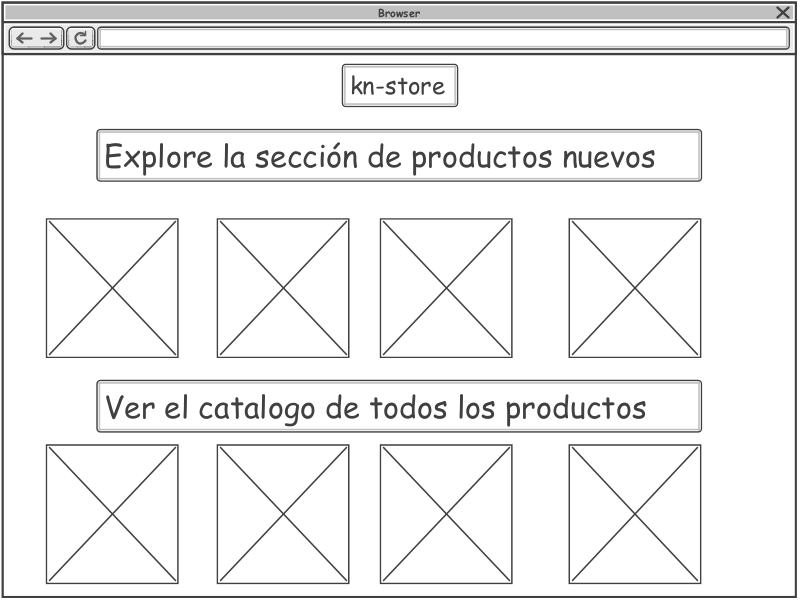 Browser
kn-store
Explore la sección de productos nuevos
Ver el catalogo de todos los productos